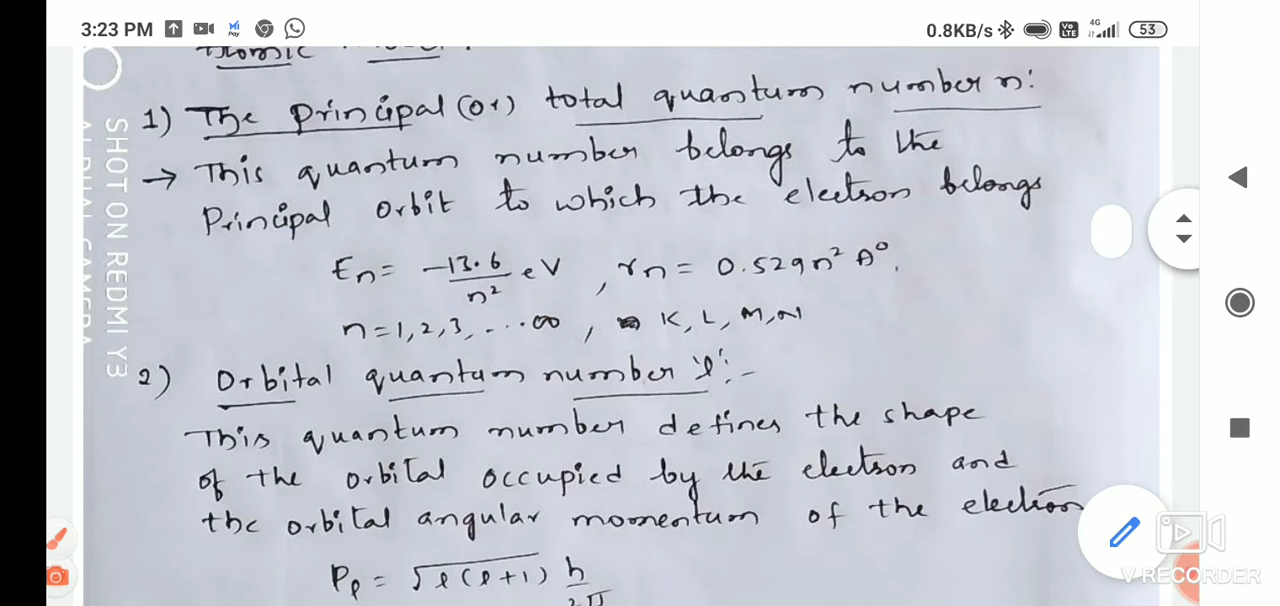 3:23 PM
0.8KB/s
4G
53
1) The Principal (or) total quantum number n:
→ This quantum number belongs to the
Principal orbit to which the electron belongs
En = -13.6/n² eV , rn = 0.529n² A°.
n = 1, 2, 3, ... ∞ , K, L, M, N
2) Orbital quantum number 'l':-
This quantum number defines the shape
of the orbital occupied by the electron and
the orbital angular momentum of the electron
Pl = √l(l+1) h/2π
SHOT ON REDMI Y3
V RECORDER